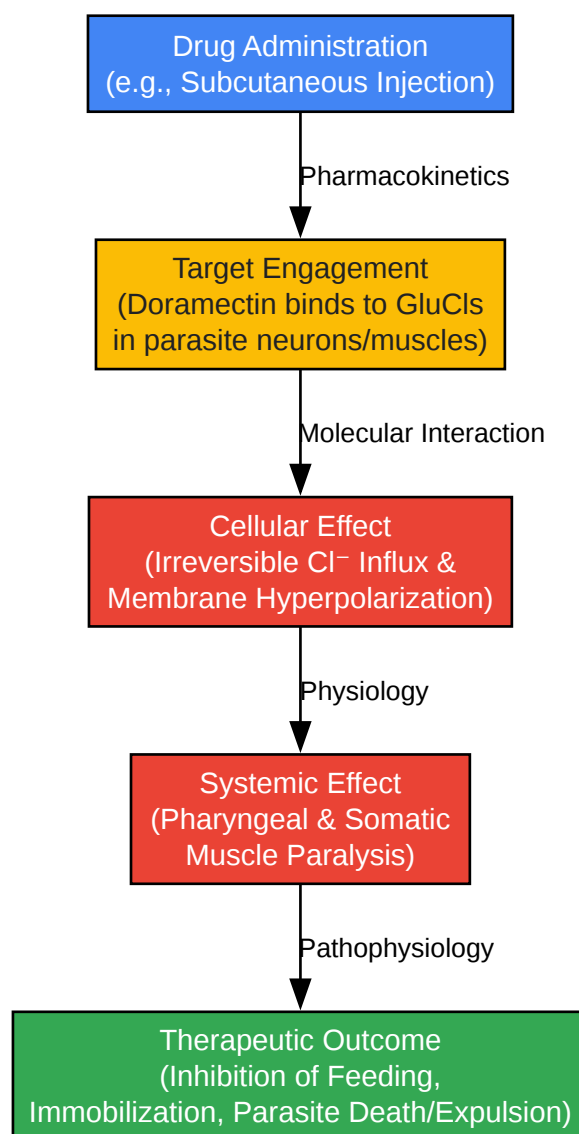 Drug Administration
(e.g., Subcutaneous Injection)
Pharmacokinetics
Target Engagement
(Doramectin binds to GluCls
in parasite neurons/muscles)
Molecular Interaction
Cellular Effect
(Irreversible Cl⁻ Influx &
Membrane Hyperpolarization)
Physiology
Systemic Effect
(Pharyngeal & Somatic
Muscle Paralysis)
Pathophysiology
Therapeutic Outcome
(Inhibition of Feeding,
Immobilization, Parasite Death/Expulsion)